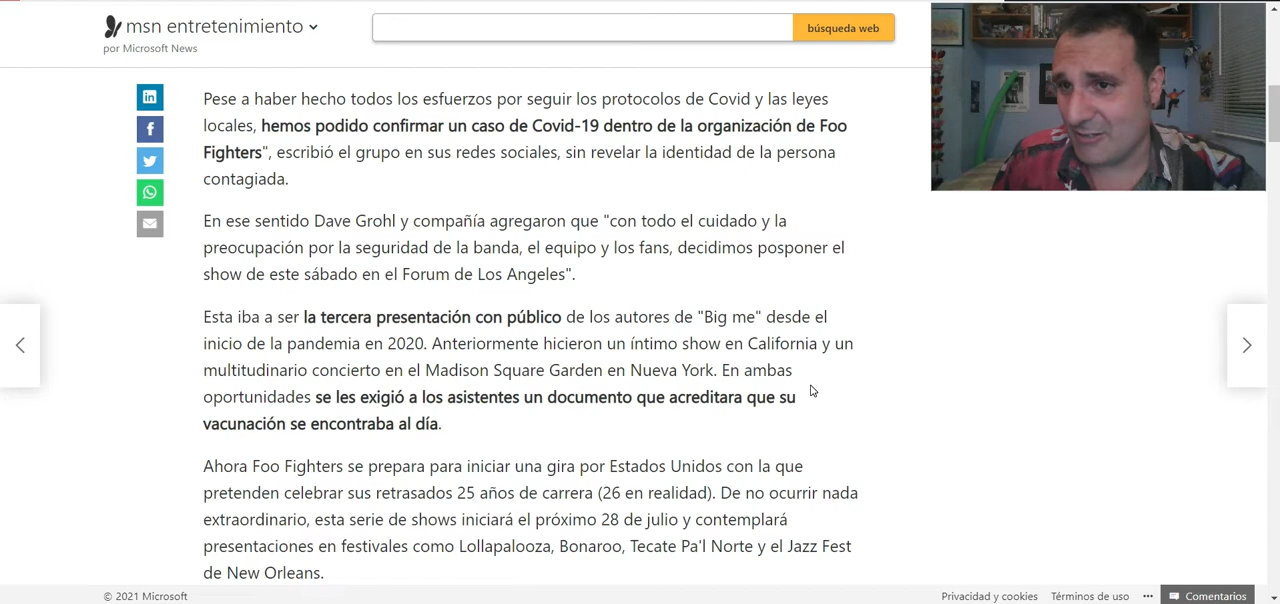 msn entretenimiento
por Microsoft News
búsqueda web
Pese a haber hecho todos los esfuerzos por seguir los protocolos de Covid y las leyes
locales, hemos podido confirmar un caso de Covid-19 dentro de la organización de Foo
Fighters", escribió el grupo en sus redes sociales, sin revelar la identidad de la persona
contagiada.
En ese sentido Dave Grohl y compañía agregaron que "con todo el cuidado y la
preocupación por la seguridad de la banda, el equipo y los fans, decidimos posponer el
show de este sábado en el Forum de Los Angeles".
Esta iba a ser la tercera presentación con público de los autores de "Big me" desde el
inicio de la pandemia en 2020. Anteriormente hicieron un íntimo show en California y un
multitudinario concierto en el Madison Square Garden en Nueva York. En ambas
oportunidades se les exigió a los asistentes un documento que acreditara que su
vacunación se encontraba al día.
Ahora Foo Fighters se prepara para iniciar una gira por Estados Unidos con la que
pretenden celebrar sus retrasados 25 años de carrera (26 en realidad). De no ocurrir nada
extraordinario, esta serie de shows iniciará el próximo 28 de julio y contemplará
presentaciones en festivales como Lollapalooza, Bonaroo, Tecate Pa'l Norte y el Jazz Fest
de New Orleans.
© 2021 Microsoft
Privacidad y cookies
Términos de uso
Comentarios